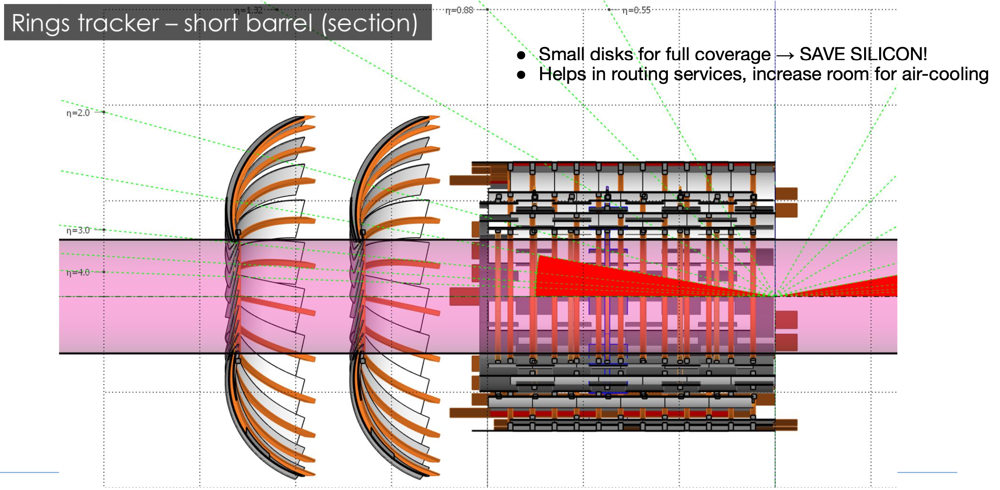 η=1.32
η=0.88
η=0.55
Rings tracker – short barrel (section)
● Small disks for full coverage → SAVE SILICON!
● Helps in routing services, increase room for air-cooling
η=2.0
η=3.0
η=4.0